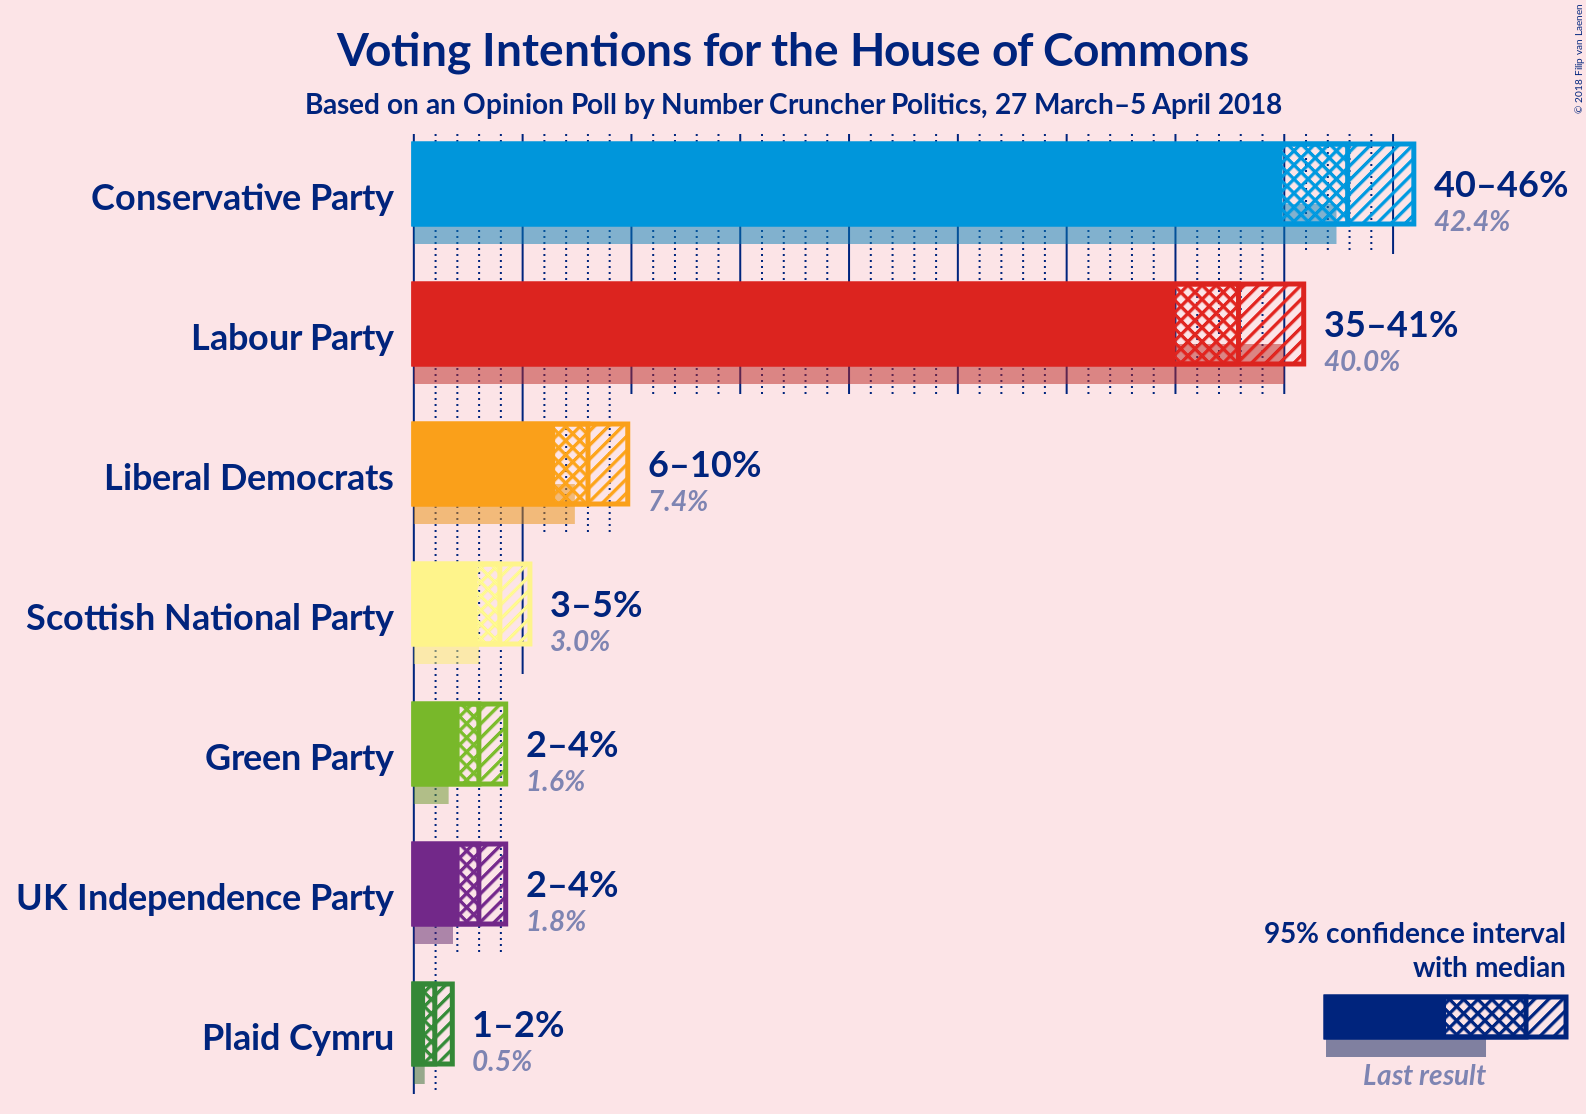 Voting Intentions for the House of Commons
Based on an Opinion Poll by Number Cruncher Politics, 27 March–5 April 2018
© 2018 Filip van Laenen
Conservative Party
40–46%
42.4%
Labour Party
35–41%
40.0%
Liberal Democrats
6–10%
7.4%
Scottish National Party
3–5%
3.0%
Green Party
2–4%
1.6%
UK Independence Party
2–4%
1.8%
Plaid Cymru
1–2%
0.5%
95% confidence interval
with median
Last result